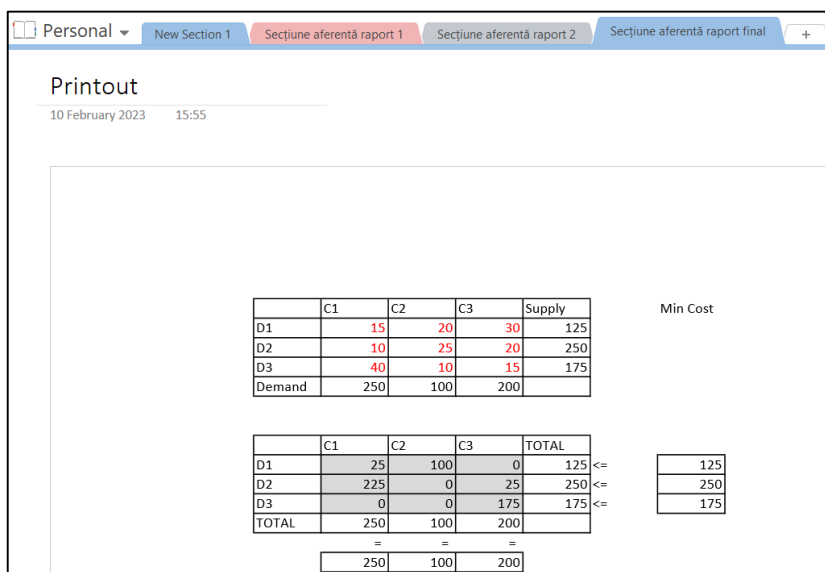 Personal New Section 1 Secțiune aferentă raport 1 Secțiune aferentă raport 2 Secțiune aferentă raport final +
Printout
10 February 2023 15:55
C1 C2 C3 Supply Min Cost
D1 15 20 30 125
D2 10 25 20 250
D3 40 10 15 175
Demand 250 100 200
C1 C2 C3 TOTAL
D1 25 100 0 125 <= 125
D2 225 0 25 250 <= 250
D3 0 0 175 175 <= 175
TOTAL 250 100 200
= = =
250 100 200